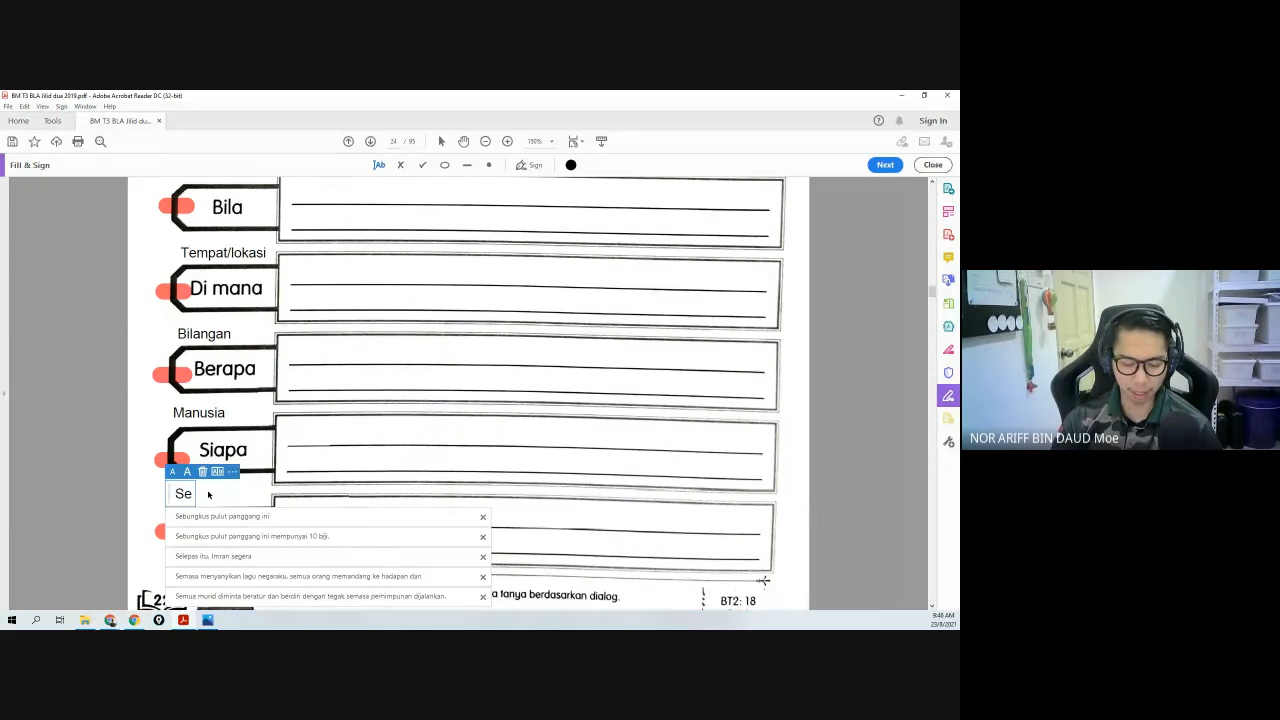 BM T3 BLA Jilid dua 2019.pdf - Adobe Acrobat Reader DC (32-bit)
File Edit View Sign Window Help
Home Tools BM T3 BLA Jilid du... × Sign In
24 / 95 150%
Fill & Sign Ab Sign Next Close
Bila
Tempat/lokasi
Di mana
Bilangan
Berapa
Manusia
Siapa
A A Ab ...
Se
Sebungkus pulut panggang ini
Sebungkus pulut panggang ini mempunyai 10 biji.
Selepas itu, Imran segera
Semasa menyanyikan lagu negaraku, semua orang memandang ke hadapan dan
Semua murid diminta beratur dan berdiri dengan tegak semasa perhimpunan dijalankan.
a tanya berdasarkan dialog.
BT2: 18
9:48 AM
23/8/2021
NOR ARIFF BIN DAUD Moe